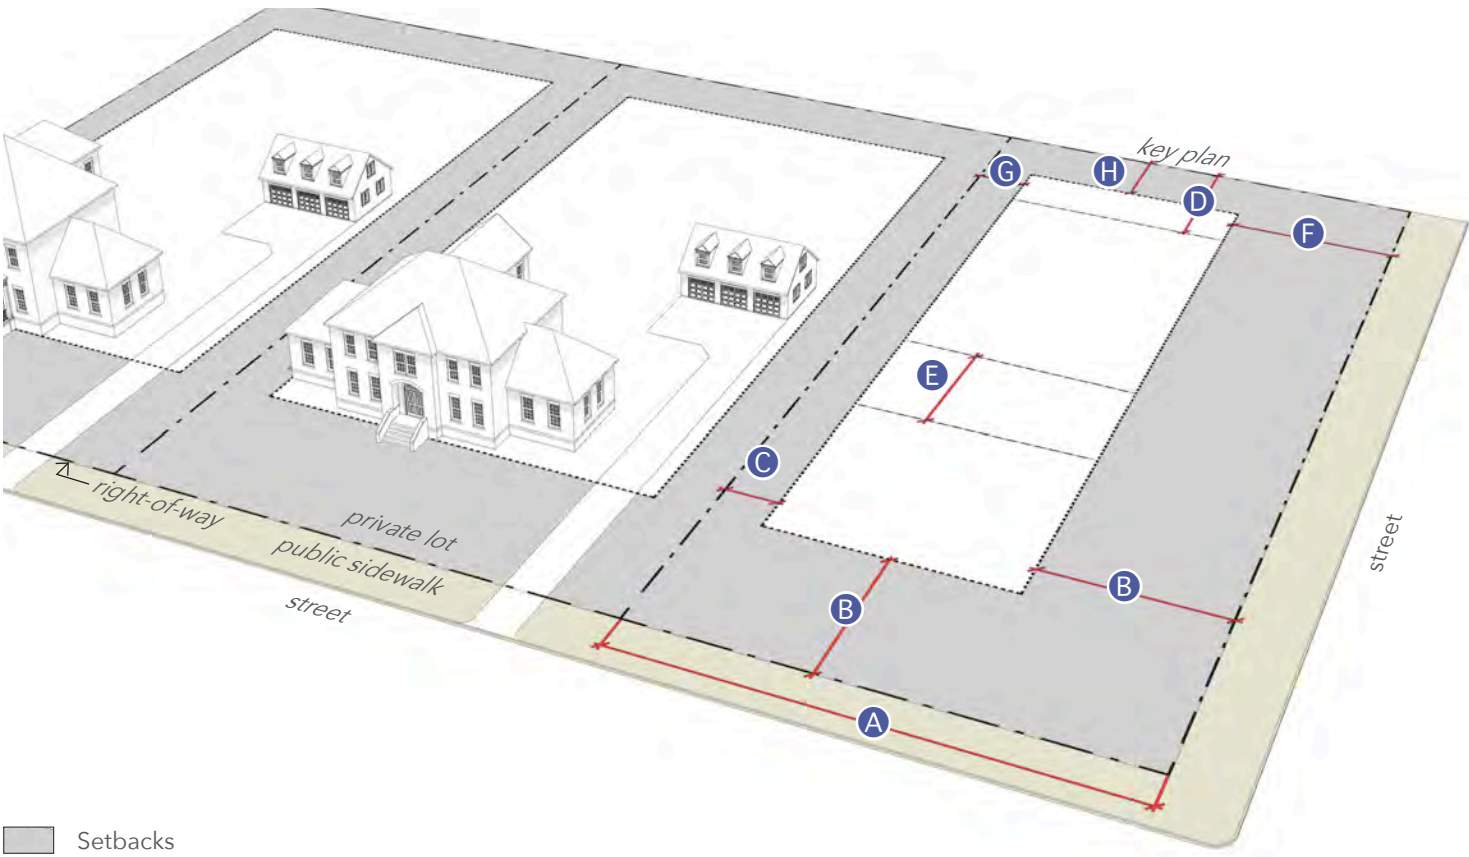 key plan
G
H
D
F
E
C
right-of-way
private lot
public sidewalk
street
B
B
street
A
Setbacks